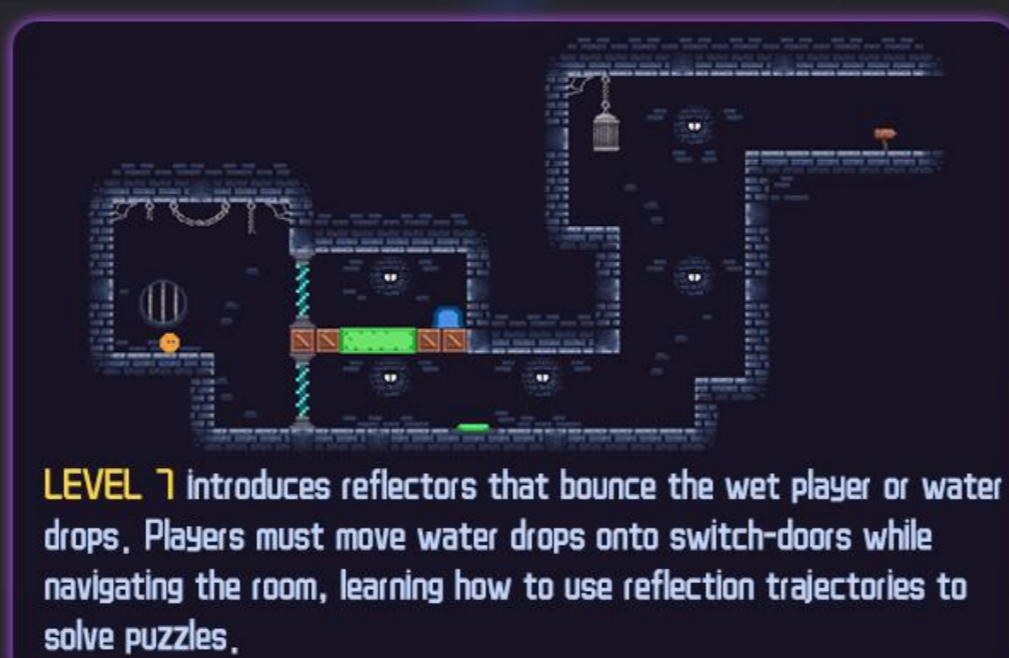 LEVEL 7 introduces reflectors that bounce the wet player or water
drops. Players must move water drops onto switch-doors while
navigating the room, learning how to use reflection trajectories to
solve puzzles.